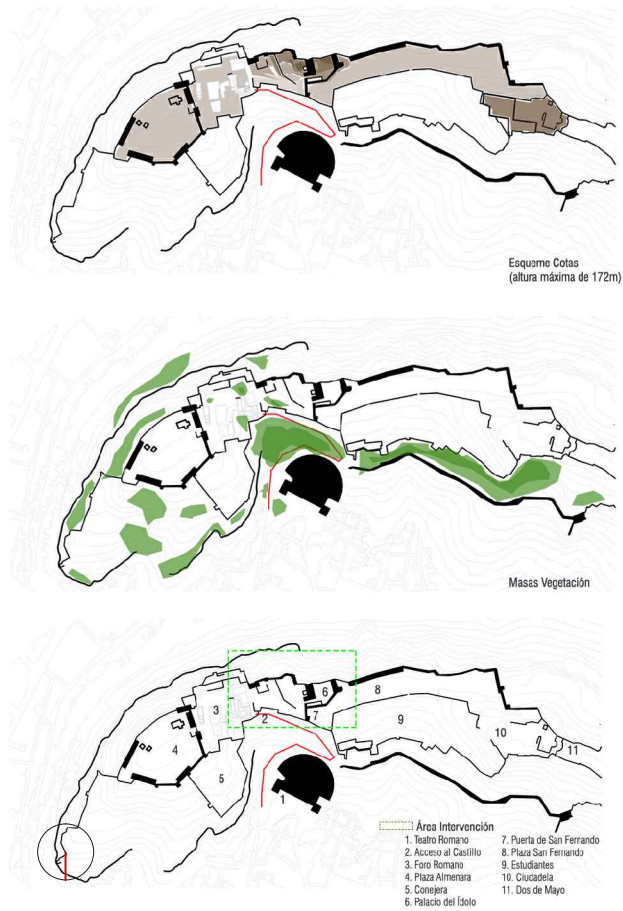 Esqueme Cotas
(altura máxima de 172m)
Masas Vegetación
6
8
3
7
2
9
10
4
11
5
1
Área Intervención
1. Teatro Romano
2. Acceso al Castillo
3. Foro Romano
4. Plaza Almenara
5. Conejera
6. Palacio del Ídolo
7. Puerta de San Fernando
8. Plaza San Fernando
9. Estudiantes
10. Ciudadela
11. Dos de Mayo